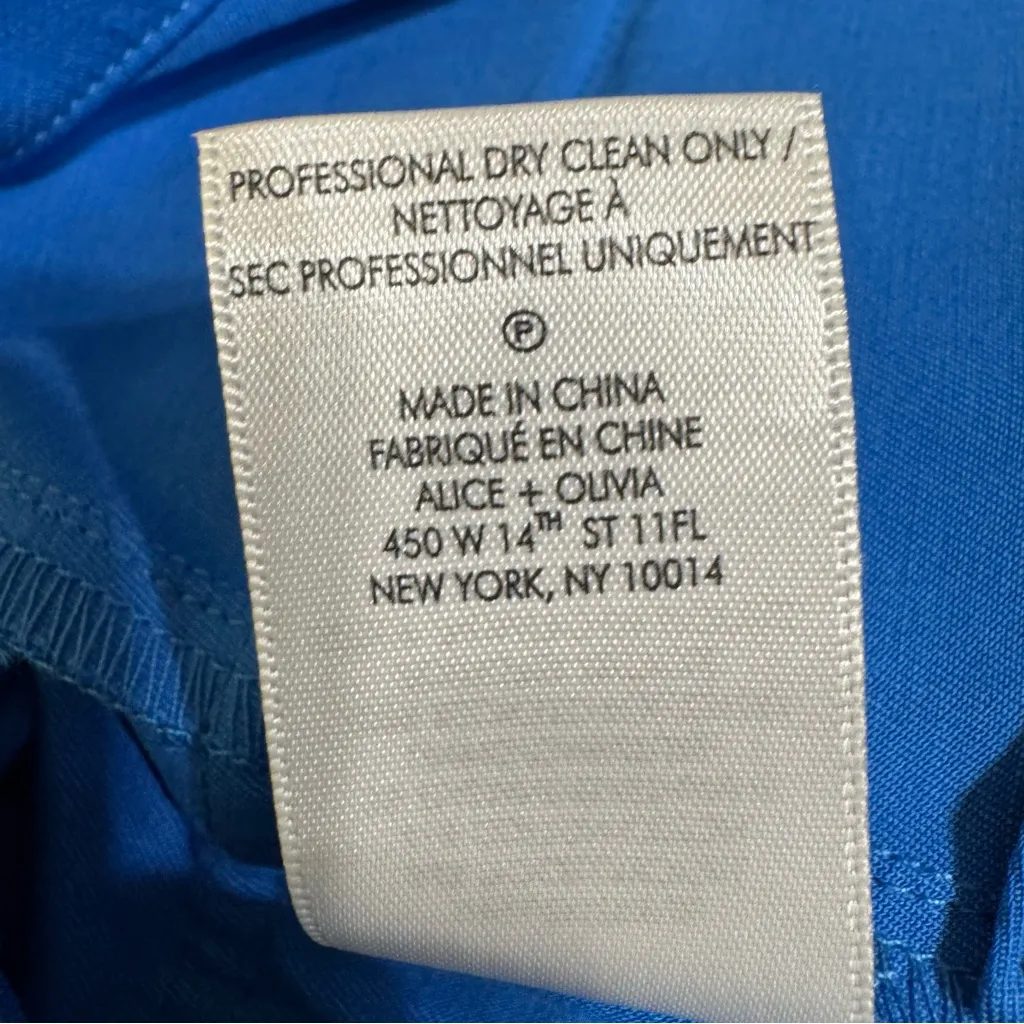 PROFESSIONAL DRY CLEAN ONLY /
NETTOYAGE À
SEC PROFESSIONNEL UNIQUEMENT
P
MADE IN CHINA
FABRIQUÉ EN CHINE
ALICE + OLIVIA
450 W 14TH ST 11FL
NEW YORK, NY 10014